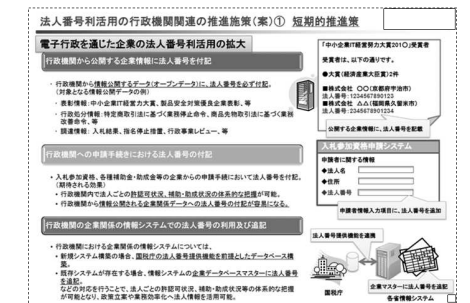 法人番号利活用の行政機関関連の推進施策(案)① 短期的推進策
電子行政を通じた企業の法人番号利活用の拡大
行政機関から公開する企業情報に法人番号を付記
・行政機関から情報公開するデータ(オープンデータ)に、法人番号を必ず付記。
(対象となる情報公開データの例)
・表彰情報：中小企業IT経営力大賞、製品安全対策優良企業表彰、等
・行政処分情報：特定商取引法に基づく業務停止命令、商品先物取引法に基づく業務
改善命令、等
・調達情報：入札結果、指名停止措置、行政事業レビュー、等
行政機関への申請手続きにおける法人番号の付記
・入札参加資格、各種補助金・助成金等の企業からの申請手続において法人番号を付記。
(期待される効果)
・行政機関内で法人ごとの許認可状況、補助・助成状況の体系的な把握が可能。
・行政機関から情報公開される企業関係データへの法人番号の付記が容易になる。
行政機関の企業関係の情報システムでの法人番号の利用及び追記
・行政機関における企業関係の情報システムについては、
・新規システム構築の場合、国税庁の法人番号提供機能を前提としたデータベース構
築。
・既存システムが存在する場合、情報システムの企業データベースマスターに法人番号
を追記。
などの対応を行うことで、法人ごとの許認可状況、補助・助成状況等の体系的な把握
が可能となり、政策立案や業務効率化へ法人情報を活用可能。
「中小企業IT経営力大賞201〇」受賞者
受賞者は、以下の通りです。
◆大賞(経済産業大臣賞)2件
■株式会社 〇〇(京都府宇治市)
法人番号:1234567890123
■株式会社 △△(福岡県久留米市)
法人番号:2345678901234
公開する企業情報に、法人番号を記載
入札参加資格申請システム
申請者に関する情報
◆法人名
◆住所
◆法人番号
申請者情報入力項目に、法人番号を追加
法人番号提供機能を連携
国税庁
企業マスターに法人番号を追記
各省情報システム